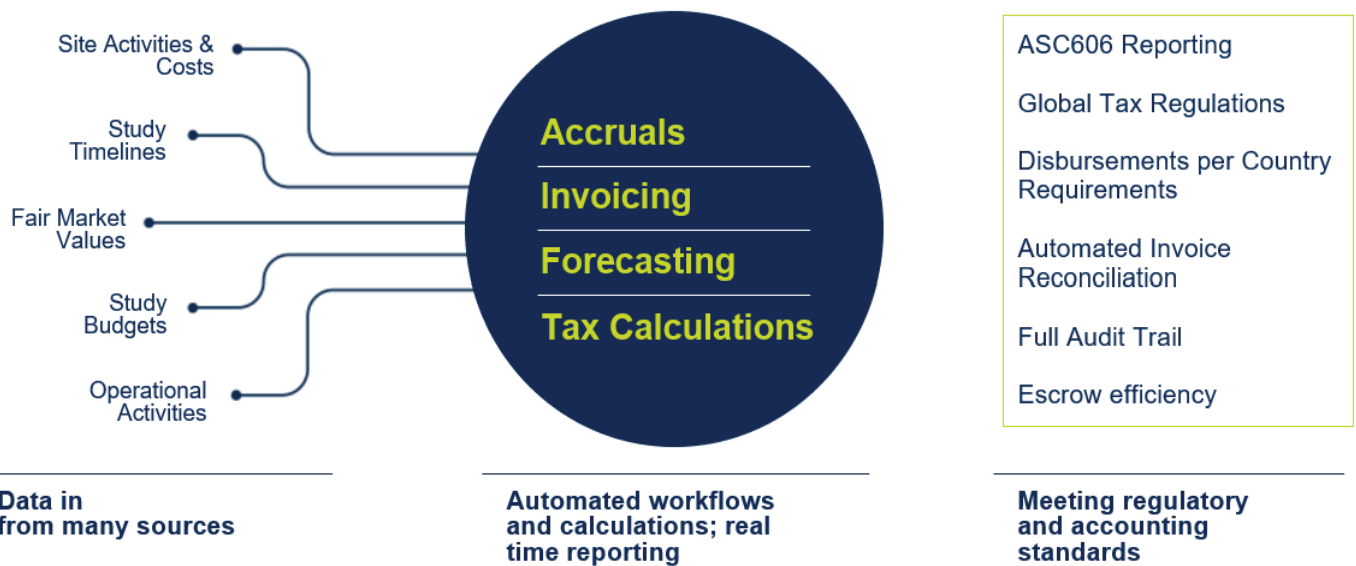 Site Activities &
Costs
Study
Timelines
Fair Market
Values
Study
Budgets
Operational
Activities
Accruals
Invoicing
Forecasting
Tax Calculations
ASC606 Reporting
Global Tax Regulations
Disbursements per Country
Requirements
Automated Invoice
Reconciliation
Full Audit Trail
Escrow efficiency
Data in
from many sources
Automated workflows
and calculations; real
time reporting
Meeting regulatory
and accounting
standards